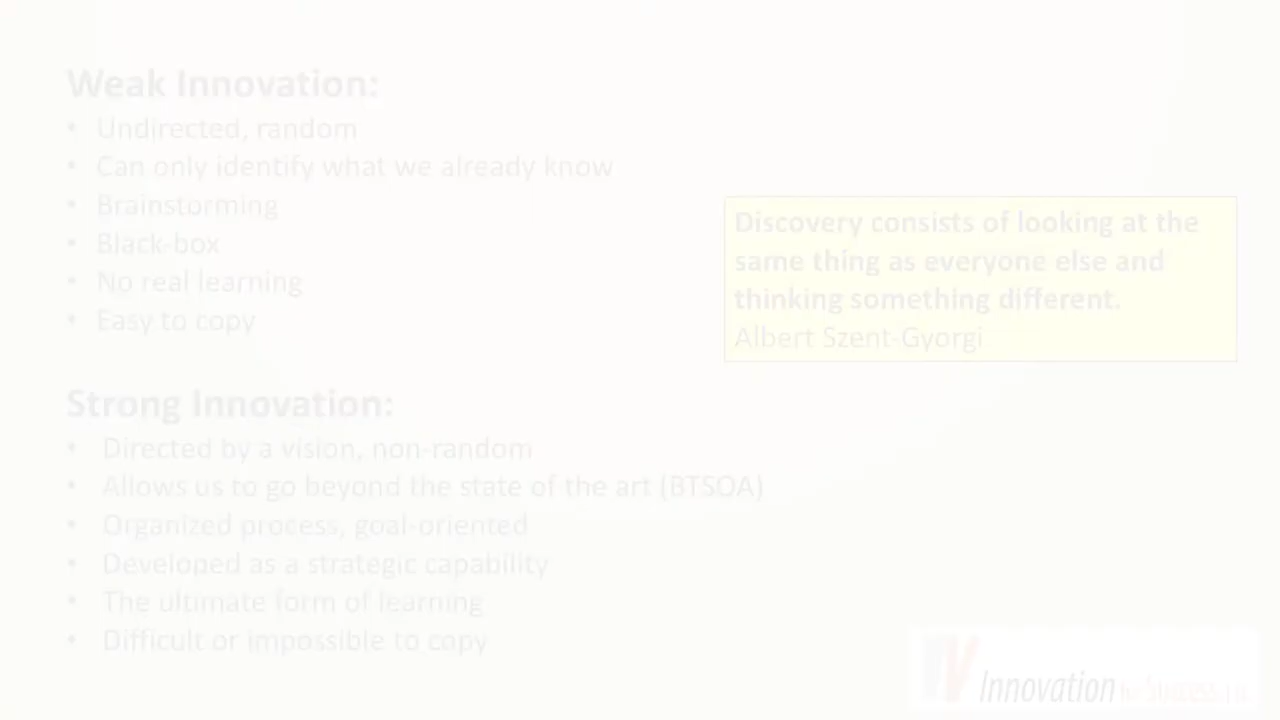 Weak Innovation:
• Undirected, random
• Can only identify what we already know
• Brainstorming
• Black-box
• No real learning
• Easy to copy
Discovery consists of looking at the
same thing as everyone else and
thinking something different.
Albert Szent-Gyorgi
Strong Innovation:
• Directed by a vision, non-random
• Allows us to go beyond the state of the art (BTSOA)
• Organized process, goal-oriented
• Developed as a strategic capability
• The ultimate form of learning
• Difficult or impossible to copy
Innovation for Success